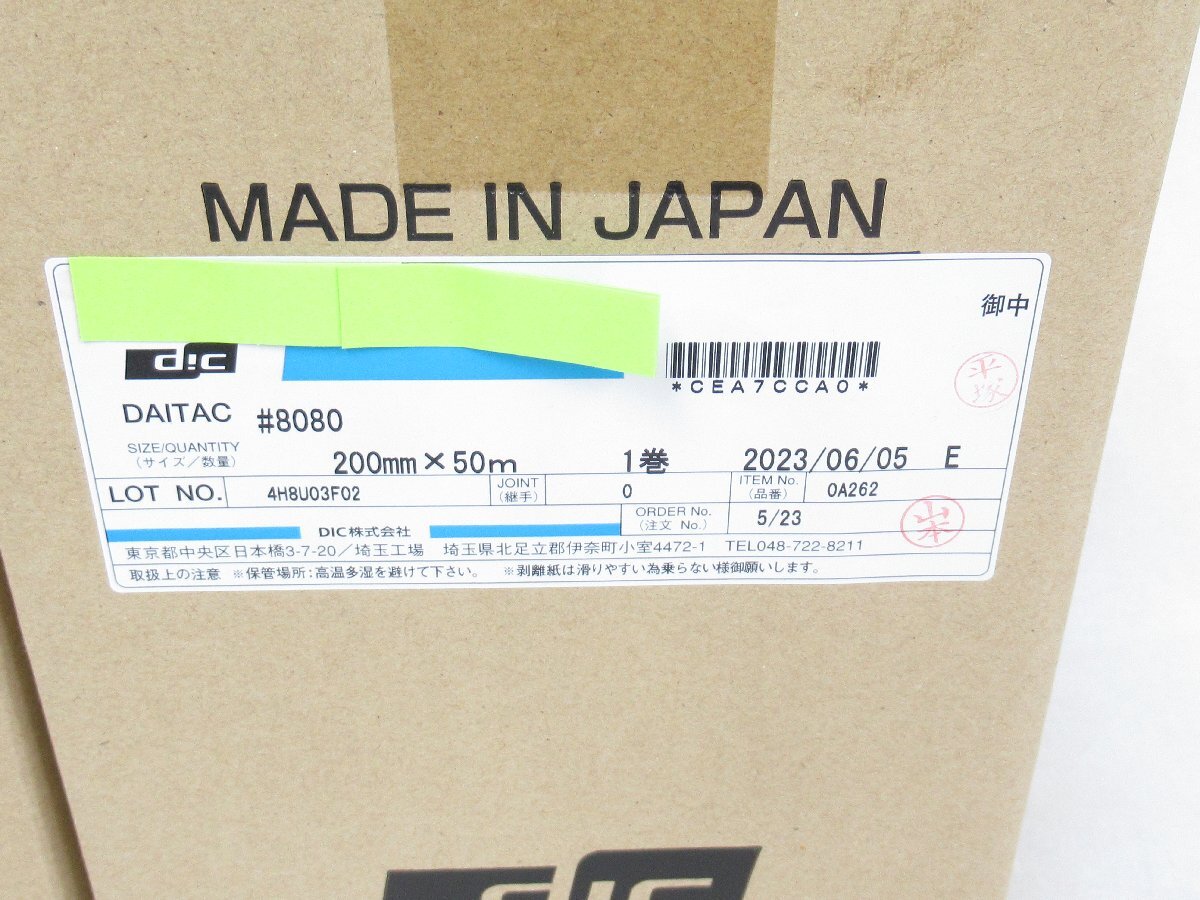 MADE IN JAPAN
御中
dic
*CEA7CCA0*
平塚
DAITAC #8080
SIZE/QUANTITY
(サイズ/数量)
200mm×50m 1巻 2023/06/05 E
LOT NO. 4H8U03F02 JOINT (継手) 0 ITEM No. (品番) 0A262
ORDER No. (注文 No.) 5/23
山本
DIC株式会社
東京都中央区日本橋3-7-20/埼玉工場 埼玉県北足立郡伊奈町小室4472-1 TEL048-722-8211
取扱上の注意 ※保管場所:高温多湿を避けて下さい。 ※剥離紙は滑りやすい為乗らない様御願いします。
dic